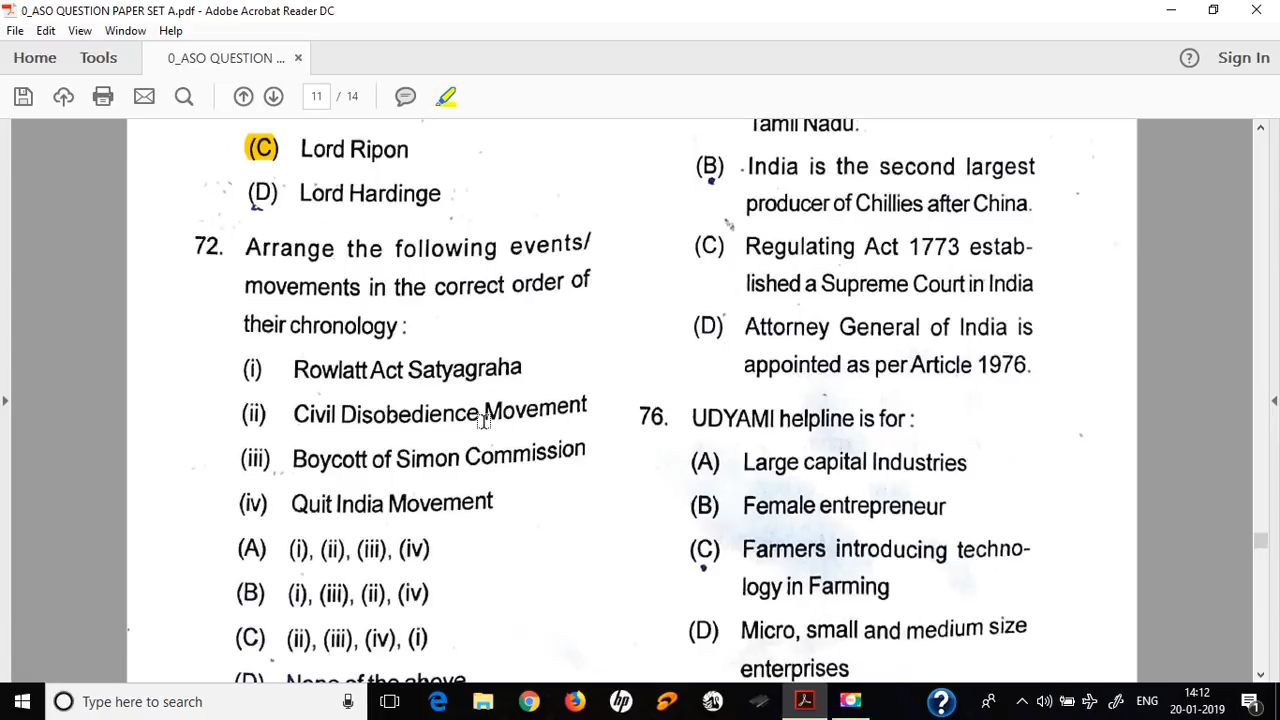 0_ASO QUESTION PAPER SET A.pdf - Adobe Acrobat Reader DC
File Edit View Window Help
Home Tools 0_ASO QUESTION ... × Sign In
11 / 14
(C) Lord Ripon
(D) Lord Hardinge
72. Arrange the following events/
movements in the correct order of
their chronology :
(i) Rowlatt Act Satyagraha
(ii) Civil Disobedience Movement
(iii) Boycott of Simon Commission
(iv) Quit India Movement
(A) (i), (ii), (iii), (iv)
(B) (i), (iii), (ii), (iv)
(C) (ii), (iii), (iv), (i)
(D) None of the above
Tamil Nadu.
(B) India is the second largest
producer of Chillies after China.
(C) Regulating Act 1773 estab-
lished a Supreme Court in India
(D) Attorney General of India is
appointed as per Article 1976.
76. UDYAMI helpline is for :
(A) Large capital Industries
(B) Female entrepreneur
(C) Farmers introducing techno-
logy in Farming
(D) Micro, small and medium size
enterprises
Type here to search
hp
ENG
14:12
20-01-2019